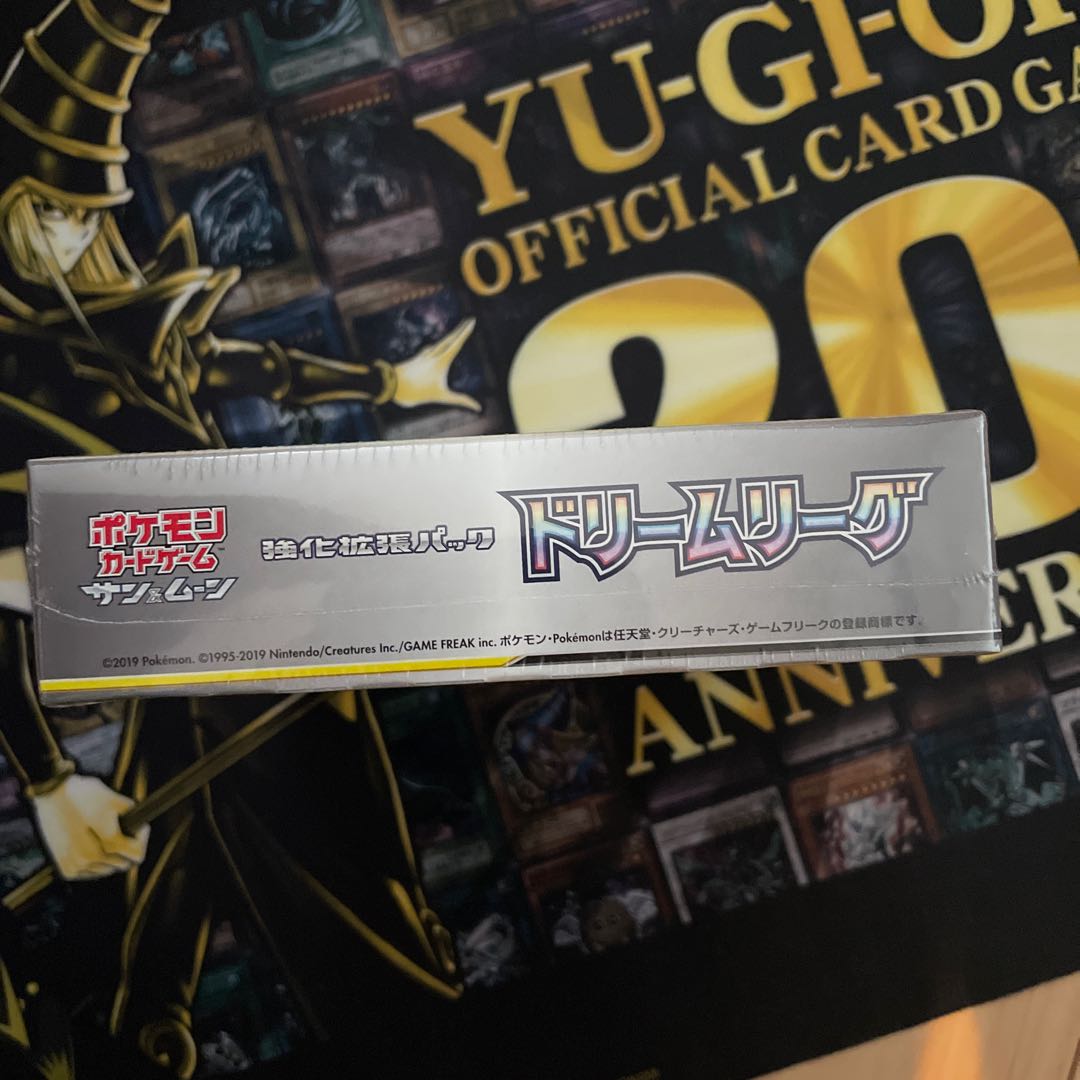 YU-GI-O
OFFICIAL CARD GA
20
ANNIVER
ポケモン
カードゲーム™
サン&ムーン
強化拡張パック
ドリームリーグ
©2019 Pokémon. ©1995-2019 Nintendo/Creatures Inc./GAME FREAK inc. ポケモン・Pokémonは任天堂・クリーチャーズ・ゲームフリークの登録商標です。